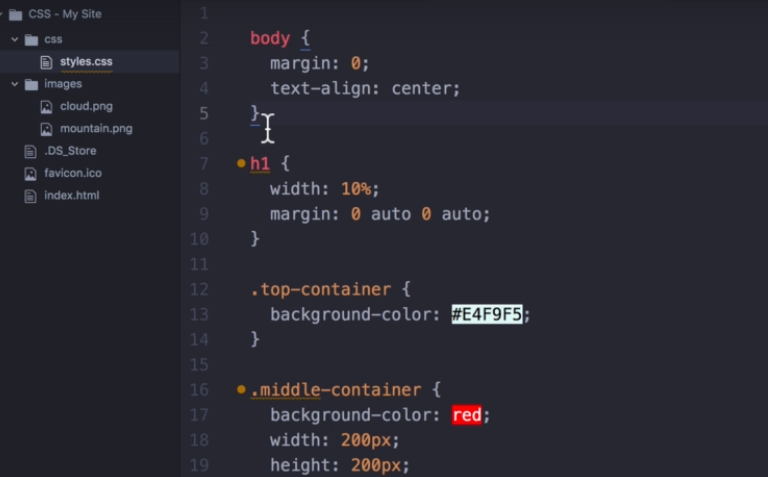 CSS - My Site
css
styles.css
images
cloud.png
mountain.png
.DS_Store
favicon.ico
index.html
1
2 body {
3 margin: 0;
4 text-align: center;
5 }
6
7 h1 {
8 width: 10%;
9 margin: 0 auto 0 auto;
10 }
11
12 .top-container {
13 background-color: #E4F9F5;
14 }
15
16 .middle-container {
17 background-color: red;
18 width: 200px;
19 height: 200px;